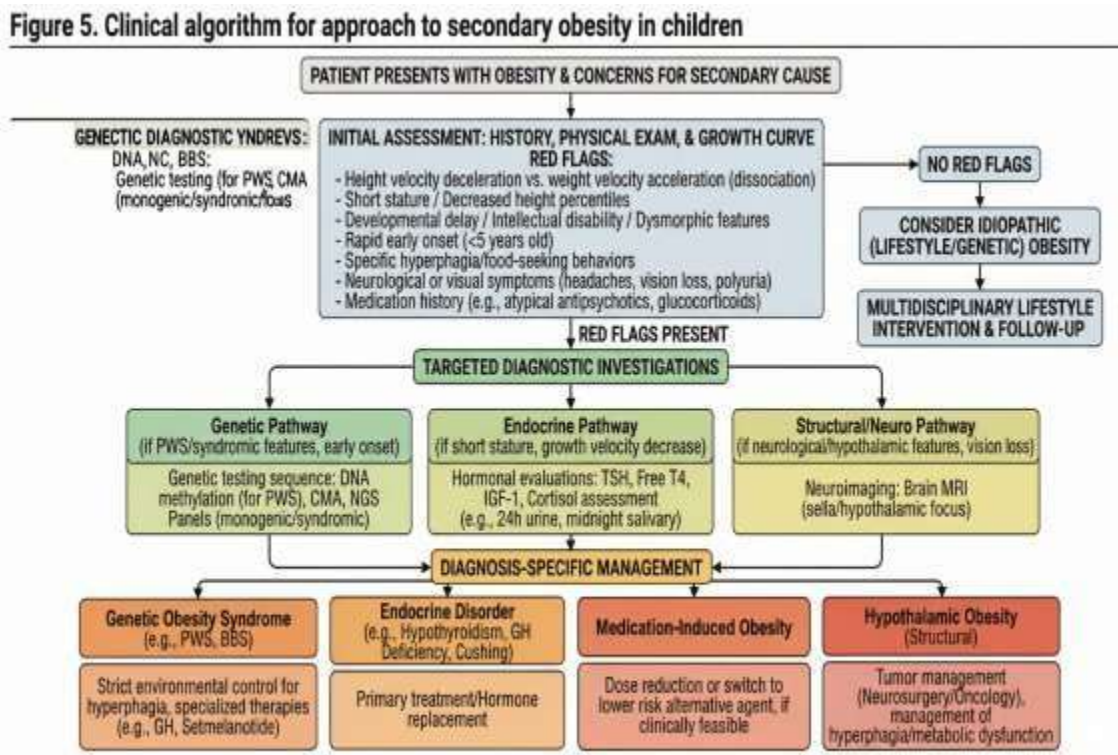 Figure 5. Clinical algorithm for approach to secondary obesity in children
PATIENT PRESENTS WITH OBESITY & CONCERNS FOR SECONDARY CAUSE
GENECTIC DIAGNOSTIC YNDREVS:
DNA, NC, BBS:
Genetic testing (for PWS, CMA
(monogenic/syndronic/
INITIAL ASSESSMENT: HISTORY, PHYSICAL EXAM, & GROWTH CURVE
RED FLAGS:
- Height velocity deceleration vs. weight velocity acceleration (dissociation)
- Short stature / Decreased height percentiles
- Developmental delay / Intellectual disability / Dysmorphic features
- Rapid early onset (<5 years old)
- Specific hyperphagia/food-seeking behaviors
- Neurological or visual symptoms (headaches, vision loss, polyuria)
- Medication history (e.g., atypical antipsychotics, glucocorticoids)
NO RED FLAGS
CONSIDER IDIOPATHIC
(LIFESTYLE/GENETIC) OBESITY
MULTIDISCIPLINARY LIFESTYLE
INTERVENTION & FOLLOW-UP
RED FLAGS PRESENT
TARGETED DIAGNOSTIC INVESTIGATIONS
Genetic Pathway
(if PWS/syndromic features, early onset)
Genetic testing sequence: DNA
methylation (for PWS), CMA, NGS
Panels (monogenic/syndromic)
Endocrine Pathway
(if short stature, growth velocity decrease)
Hormonal evaluations: TSH, Free T4,
IGF-1, Cortisol assessment
(e.g., 24h urine, midnight salivary)
Structural/Neuro Pathway
(if neurological/hypothalamic features, vision loss)
Neuroimaging: Brain MRI
(sella/hypothalamic focus)
DIAGNOSIS-SPECIFIC MANAGEMENT
Genetic Obesity Syndrome
(e.g., PWS, BBS)
Strict environmental control for
hyperphagia, specialized therapies
(e.g., GH, Setmelanotide)
Endocrine Disorder
(e.g., Hypothyroidism, GH
Deficiency, Cushing)
Primary treatment/Hormone
replacement
Medication-Induced Obesity
Dose reduction or switch to
lower risk alternative agent, if
clinically feasible
Hypothalamic Obesity
(Structural)
Tumor management
(Neurosurgery/Oncology),
management of
hyperphagia/metabolic dysfunction